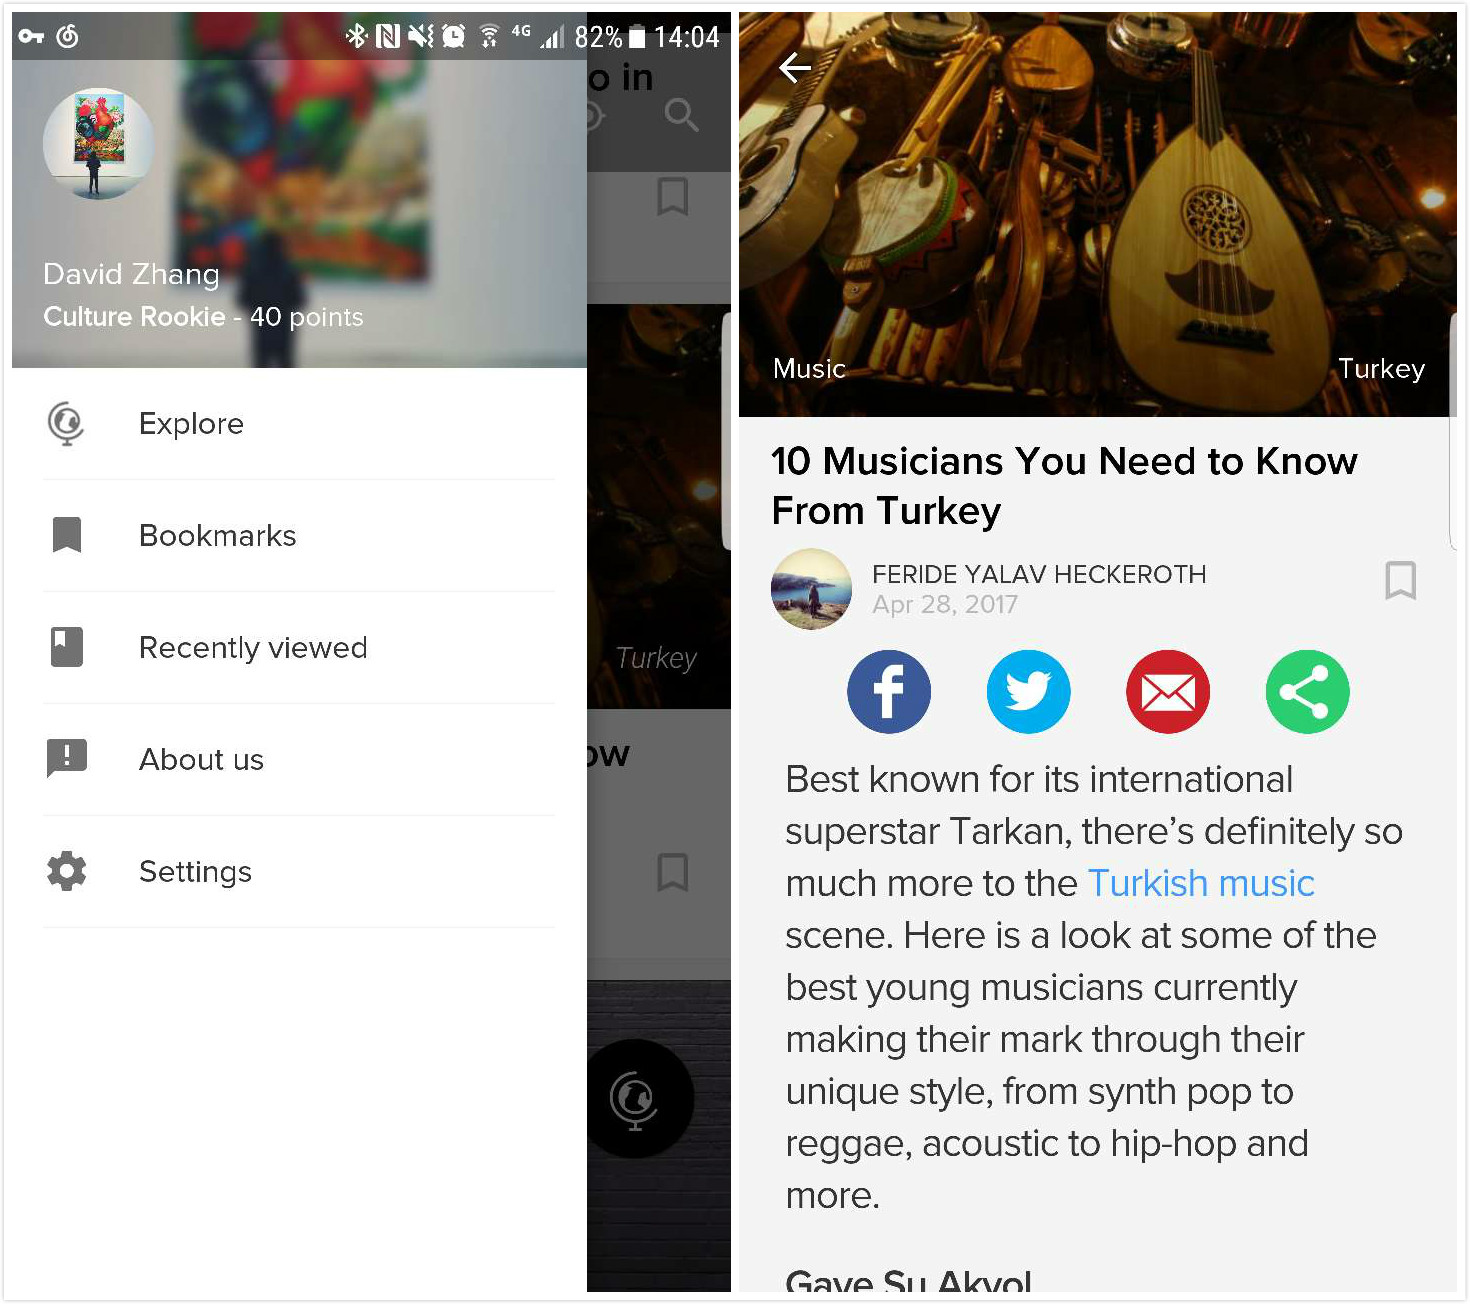 4G 82% 14:04
o in
David Zhang
Culture Rookie - 40 points
Explore
Bookmarks
Recently viewed
About us
Settings
Turkey
ow
Music
Turkey
10 Musicians You Need to Know
From Turkey
FERIDE YALAV HECKEROTH
Apr 28, 2017
Best known for its international
superstar Tarkan, there’s definitely so
much more to the Turkish music
scene. Here is a look at some of the
best young musicians currently
making their mark through their
unique style, from synth pop to
reggae, acoustic to hip-hop and
more.
Gaye Su Akyol